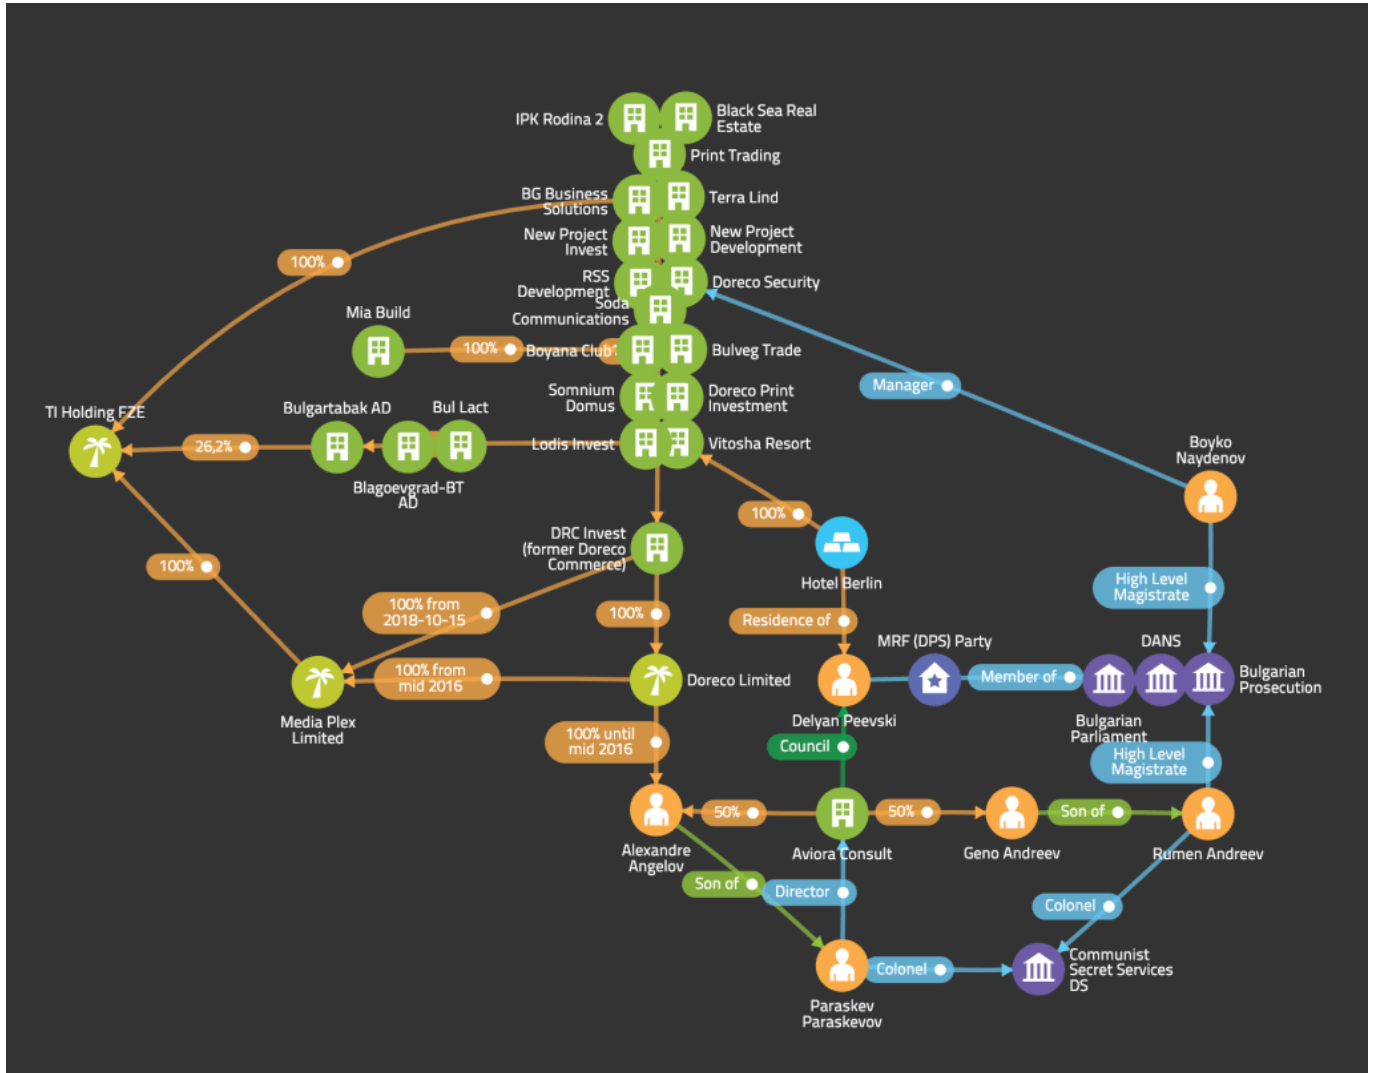 IPK Rodina 2
Black Sea Real
Estate
Print Trading
BG Business
Solutions
Terra Lind
New Project
Invest
New Project
Development
100%
RSS
Development
Doreco Security
Soda
Communications
Mia Build
100%
Boyana Club
Bulveg Trade
Manager
Somnium
Domus
Doreco Print
Investment
TI Holding FZE
Bulgartabak AD
Bul Lact
26,2%
Lodis Invest
Vitosha Resort
Boyko
Naydenov
Blagoevgrad-BT
AD
100%
DRC Invest
(former Doreco
Commerce)
100%
Hotel Berlin
High Level
Magistrate
100% from
2018-10-15
100%
Residence of
MRF (DPS) Party
DANS
100% from
mid 2016
Doreco Limited
Member of
Bulgarian
Prosecution
Media Plex
Limited
Delyan Peevski
Bulgarian
Parliament
100% until
mid 2016
Council
High Level
Magistrate
50%
50%
Son of
Alexandre
Angelov
Aviora Consult
Geno Andreev
Rumen Andreev
Son of
Director
Colonel
Colonel
Communist
Secret Services
DS
Paraskev
Paraskevov